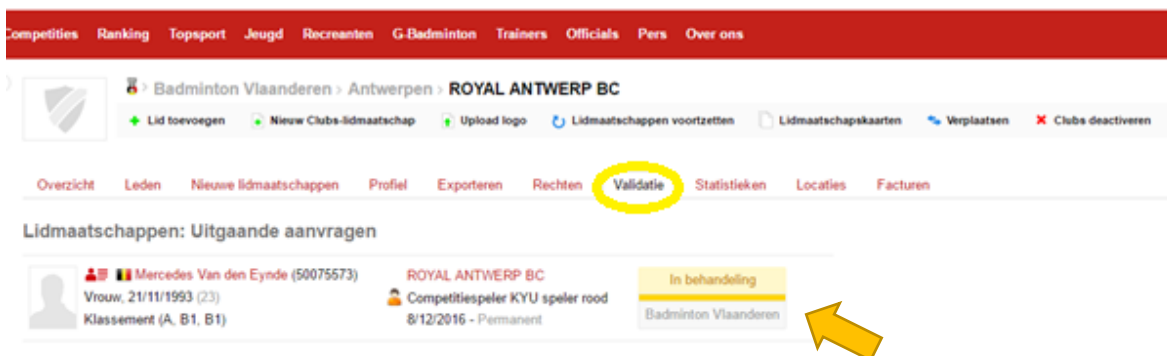 Competities Ranking Topsport Jeugd Recreanten G-Badminton Trainers Officials Pers Over ons
> Badminton Vlaanderen > Antwerpen > ROYAL ANTWERP BC
Lid toevoegen Nieuw Clubs-lidmaatschap Upload logo Lidmaatschappen voortzetten Lidmaatschapskaarten Verplaatsen Clubs deactiveren
Overzicht Leden Nieuwe lidmaatschappen Profiel Exporteren Rechten Validatie Statistieken Locaties Facturen
Lidmaatschappen: Uitgaande aanvragen
Mercedes Van den Eynde (50075573) ROYAL ANTWERP BC In behandeling
Vrouw, 21/11/1993 (23) Competitiespeler KYU speler rood
Klassement (A, B1, B1) 8/12/2016 - Permanent Badminton Vlaanderen